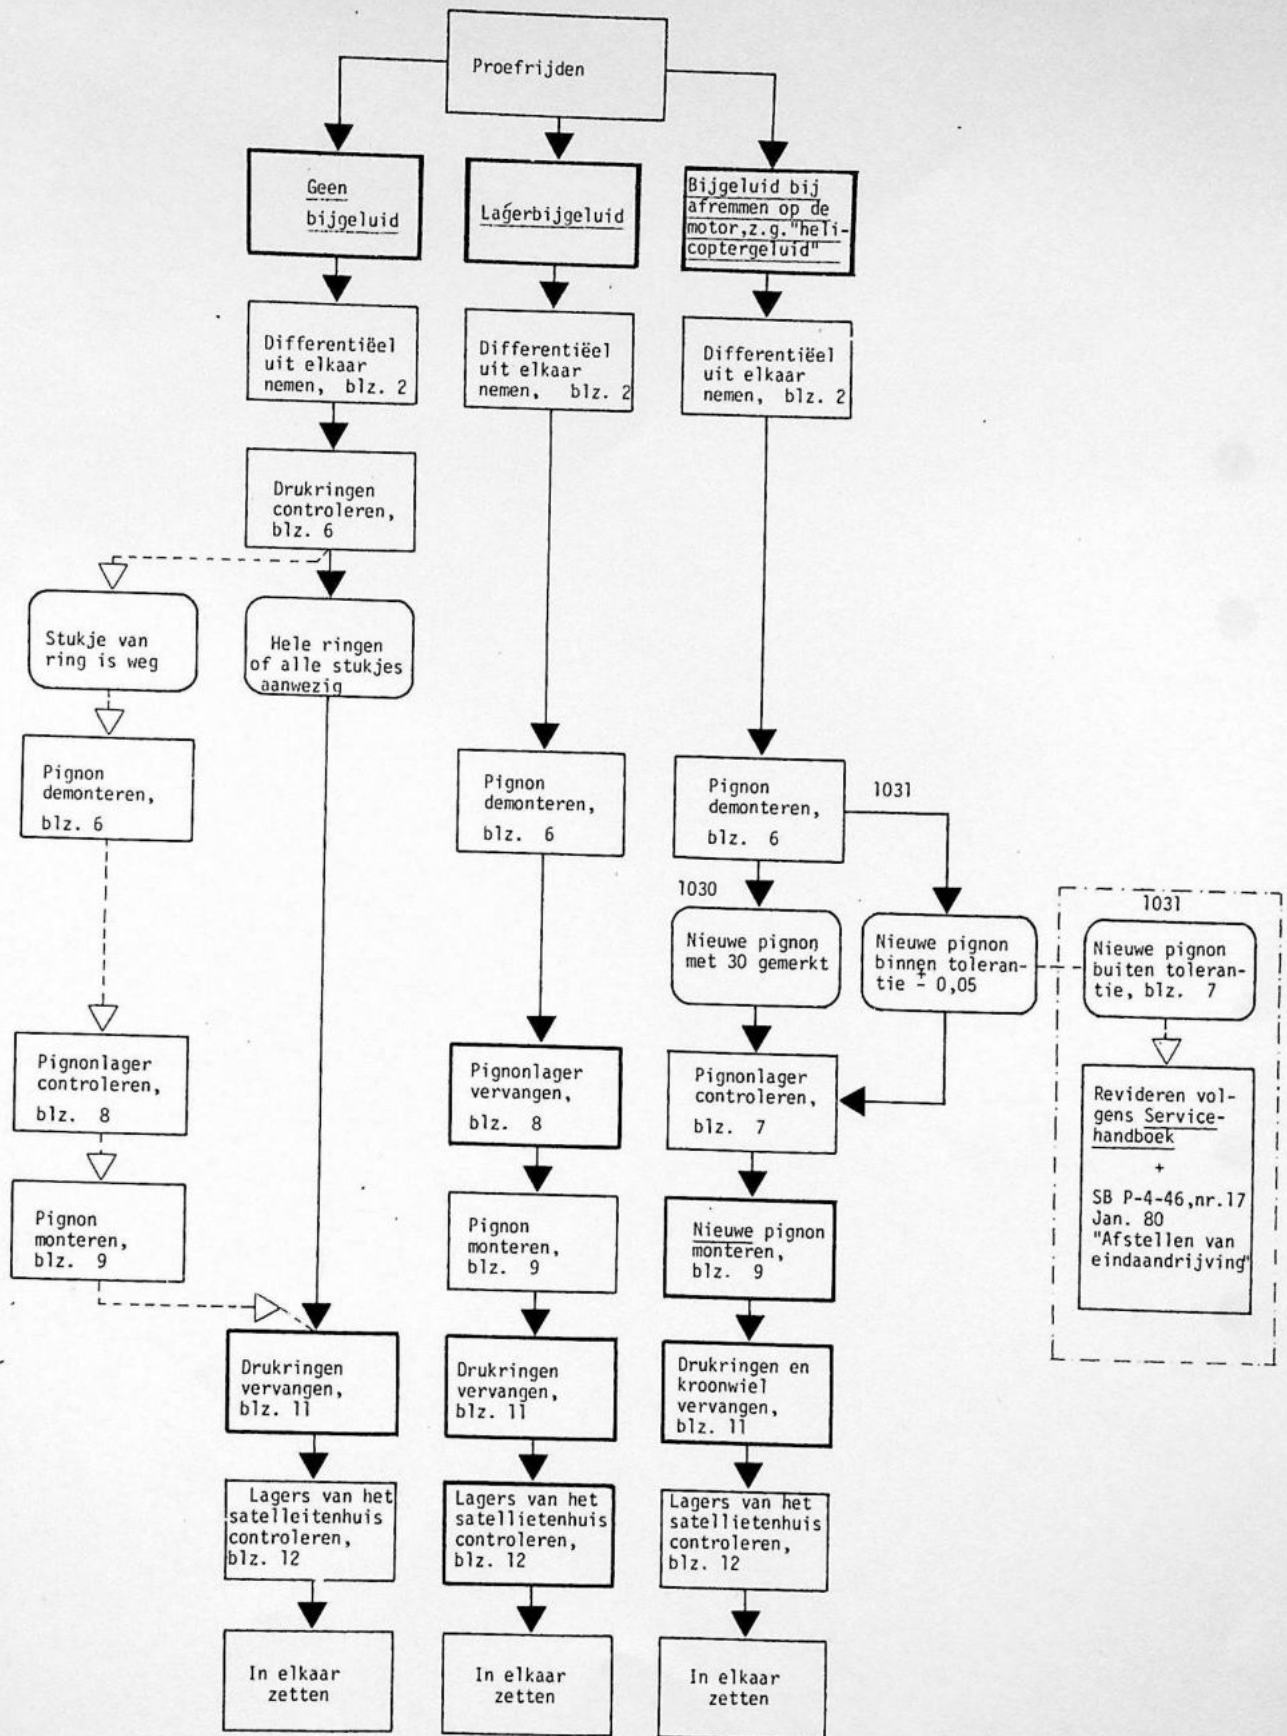 Proefrijden
Geen
bijgeluid
Lagerbijgeluid
Bijgeluid bij
afremmen op de
motor,z.g."heli-
coptergeluid"
Differentiëel
uit elkaar
nemen, blz. 2
Differentiëel
uit elkaar
nemen, blz. 2
Differentiëel
uit elkaar
nemen, blz. 2
Drukringen
controleren,
blz. 6
Stukje van
ring is weg
Hele ringen
of alle stukjes
aanwezig
Pignon
demonteren,
blz. 6
Pignon
demonteren,
blz. 6
Pignon
demonteren,
blz. 6
1031
1030
1031
Nieuwe pignon
met 30 gemerkt
Nieuwe pignon
binnen toleran-
tie ± 0,05
Nieuwe pignon
buiten toleran-
tie, blz. 7
Pignonlager
controleren,
blz. 8
Pignonlager
vervangen,
blz. 8
Pignonlager
controleren,
blz. 7
Revideren vol-
gens Service-
handboek
+
SB P-4-46,nr.17
Jan. 80
"Afstellen van
eindaandrijving"
Pignon
monteren,
blz. 9
Pignon
monteren,
blz. 9
Nieuwe pignon
monteren,
blz. 9
Drukringen
vervangen,
blz. 11
Drukringen
vervangen,
blz. 11
Drukringen en
kroonwiel
vervangen,
blz. 11
Lagers van het
satelleitenhuis
controleren,
blz. 12
Lagers van het
satellietenhuis
controleren,
blz. 12
Lagers van het
satellietenhuis
controleren,
blz. 12
In elkaar
zetten
In elkaar
zetten
In elkaar
zetten